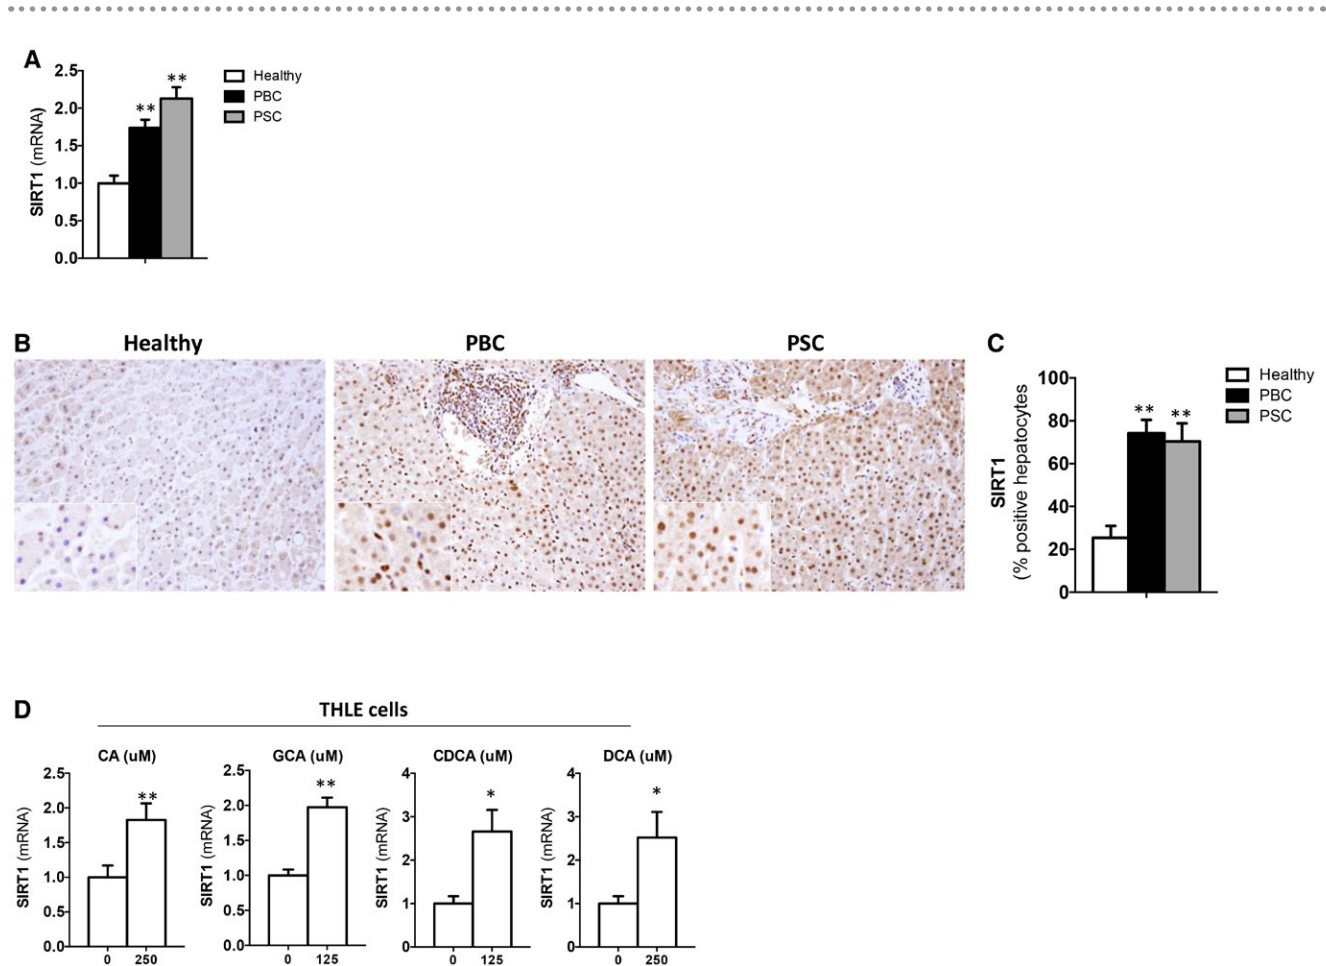 A
SIRT1 (mRNA)
2.5
2.0
1.5
1.0
0.5
0.0
**
**
Healthy
PBC
PSC
B
Healthy
PBC
PSC
C
SIRT1
(% positive hepatocytes
100
80
60
40
20
0
**
**
Healthy
PBC
PSC
D
THLE cells
CA (uM)
SIRT1 (mRNA)
2.5
2.0
1.5
1.0
0.5
0.0
**
0 250
GCA (uM)
SIRT1 (mRNA)
2.5
2.0
1.5
1.0
0.5
0.0
**
0 125
CDCA (uM)
SIRT1 (mRNA)
4
3
2
1
0
*
0 125
DCA (uM)
SIRT1 (mRNA)
4
3
2
1
0
*
0 250